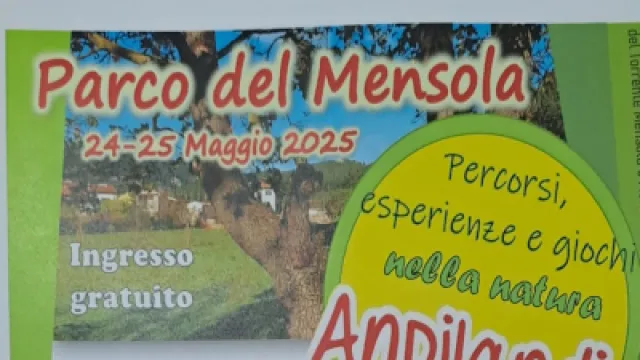 Parco del Mensola
24-25 Maggio 2025
Percorsi,
esperienze e giochi
nella natura
Ingresso
gratuito